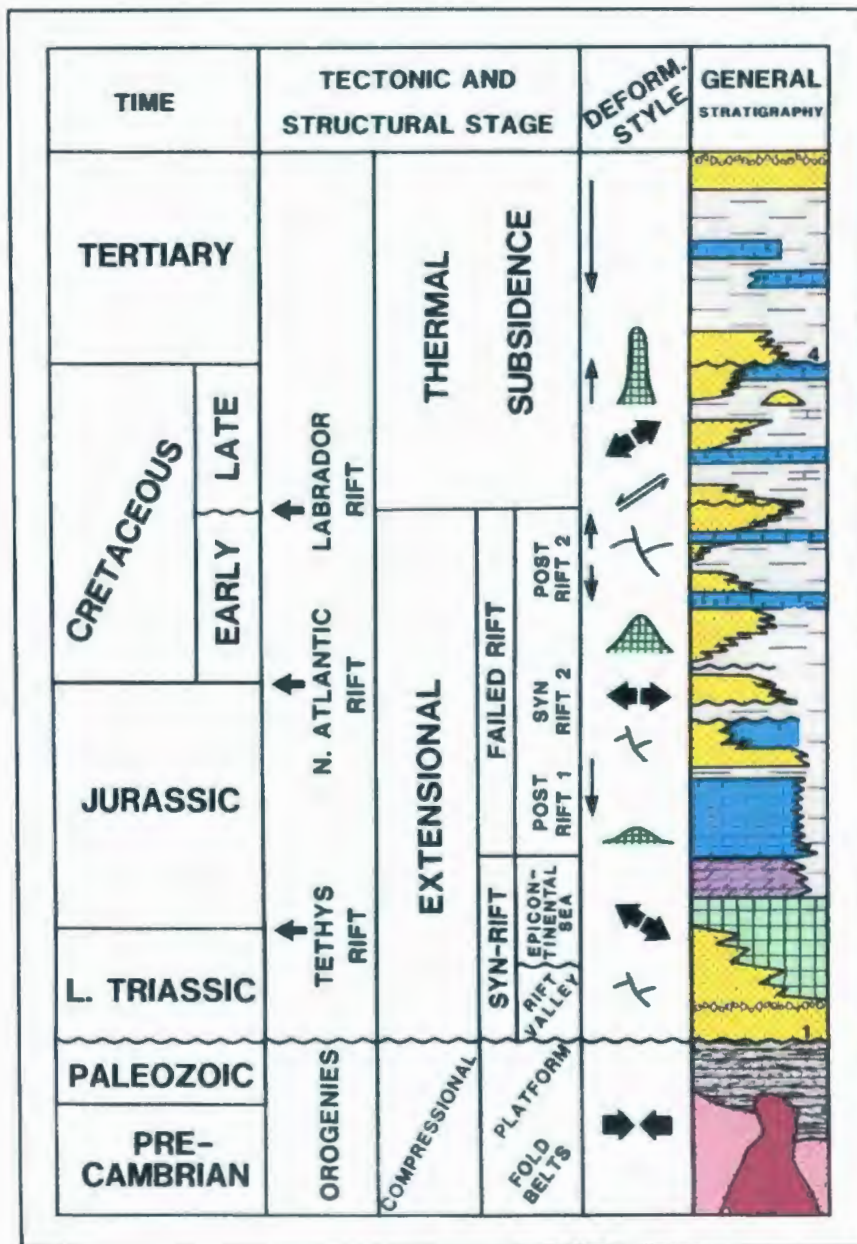 TIME
TECTONIC AND
STRUCTURAL STAGE
DEFORM.
STYLE
GENERAL
STRATIGRAPHY
TERTIARY
CRETACEOUS
LATE
EARLY
JURASSIC
L. TRIASSIC
PALEOZOIC
PRE-
CAMBRIAN
LABRADOR
RIFT
N. ATLANTIC
RIFT
TETHYS
RIFT
OROGENIES
THERMAL
SUBSIDENCE
EXTENSIONAL
COMPRESSIONAL
FAILED RIFT
SYN-RIFT
POST
RIFT 2
SYN
RIFT 2
POST
RIFT 1
EPICON-
TINENTAL
SEA
RIFT
VALLEY
PLATFORM
FOLD
BELTS
4
1